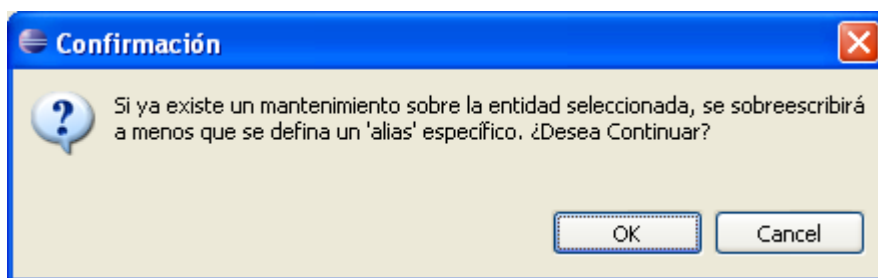 Confirmación
Si ya existe un mantenimiento sobre la entidad seleccionada, se sobreescribirá
a menos que se defina un 'alias' específico. ¿Desea Continuar?
OK
Cancel